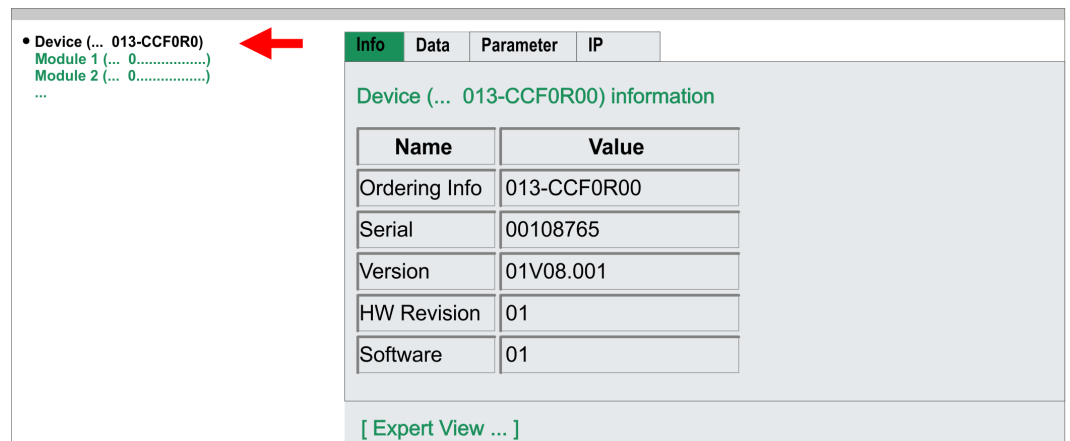 ● Device (... 013-CCF0R0)
Module 1 (... 0................)
Module 2 (... 0................)
...
Info Data Parameter IP
Device (... 013-CCF0R00) information
Name Value
Ordering Info 013-CCF0R00
Serial 00108765
Version 01V08.001
HW Revision 01
Software 01
[ Expert View ... ]